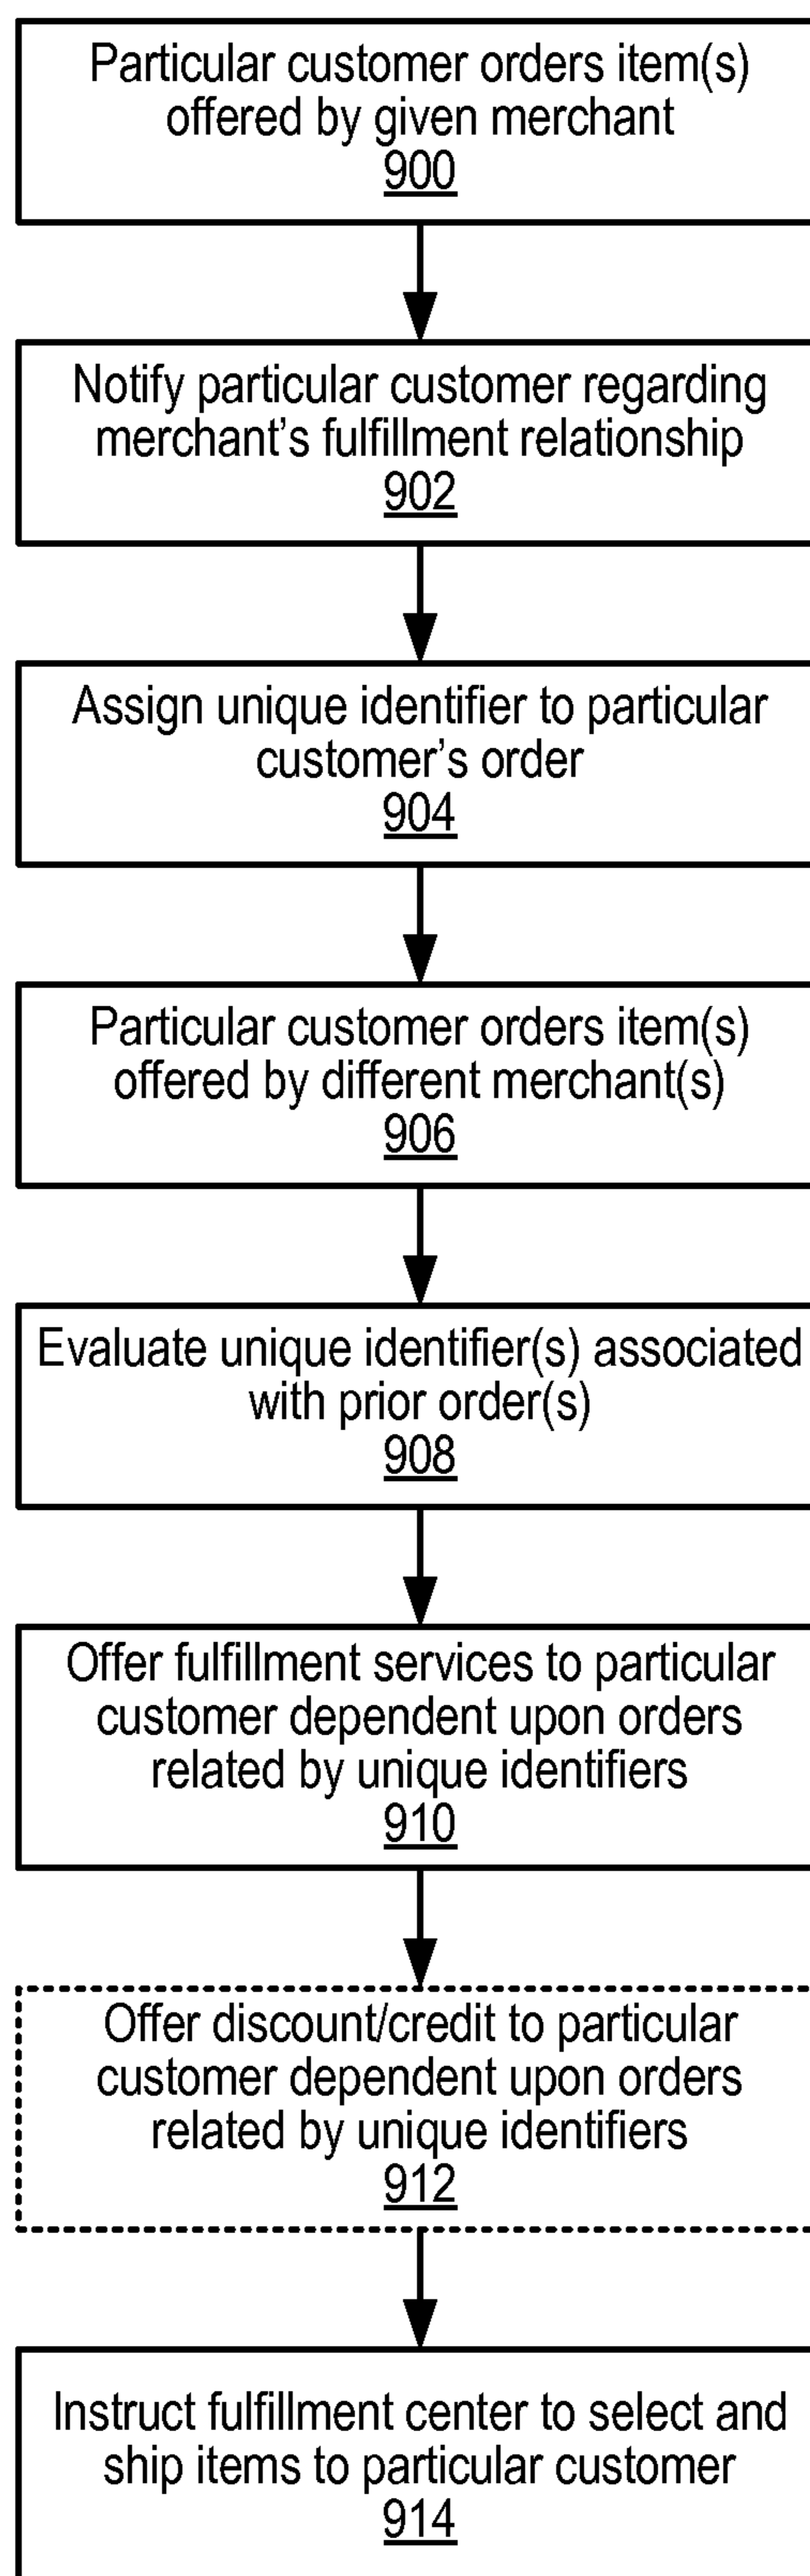 Particular customer orders item(s)
offered by given merchant
900
Notify particular customer regarding
merchant’s fulfillment relationship
902
Assign unique identifier to particular
customer’s order
904
Particular customer orders item(s)
offered by different merchant(s)
906
Evaluate unique identifier(s) associated
with prior order(s)
908
Offer fulfillment services to particular
customer dependent upon orders
related by unique identifiers
910
Offer discount/credit to particular
customer dependent upon orders
related by unique identifiers
912
Instruct fulfillment center to select and
ship items to particular customer
914